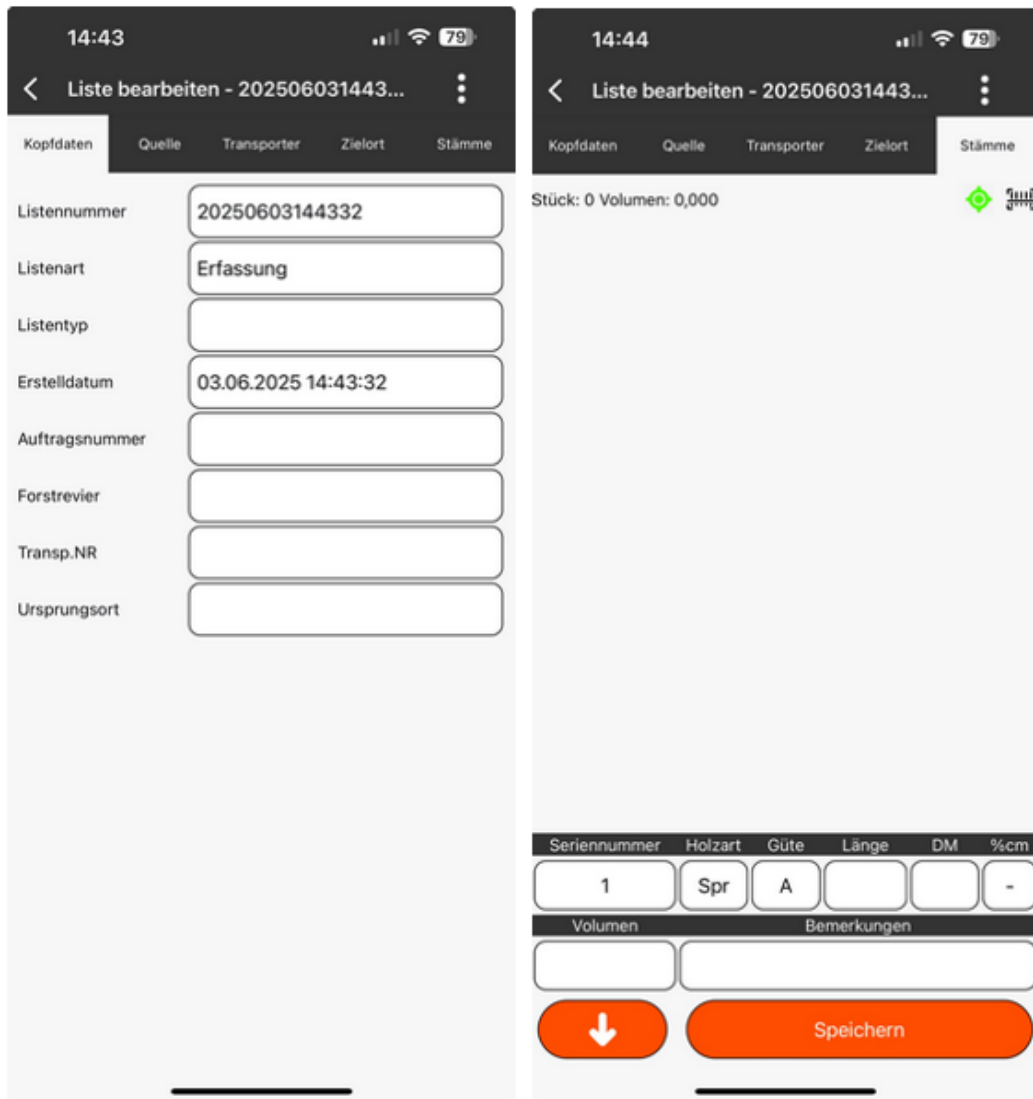 14:43
79
Liste bearbeiten - 202506031443...
Kopfdaten Quelle Transporter Zielort Stämme
Listennummer 20250603144332
Listenart Erfassung
Listentyp
Erstelldatum 03.06.2025 14:43:32
Auftragsnummer
Forstrevier
Transp.NR
Ursprungsort
14:44
79
Liste bearbeiten - 202506031443...
Kopfdaten Quelle Transporter Zielort Stämme
Stück: 0 Volumen: 0,000
Seriennummer Holzart Güte Länge DM %cm
1 Spr A -
Volumen Bemerkungen
Speichern